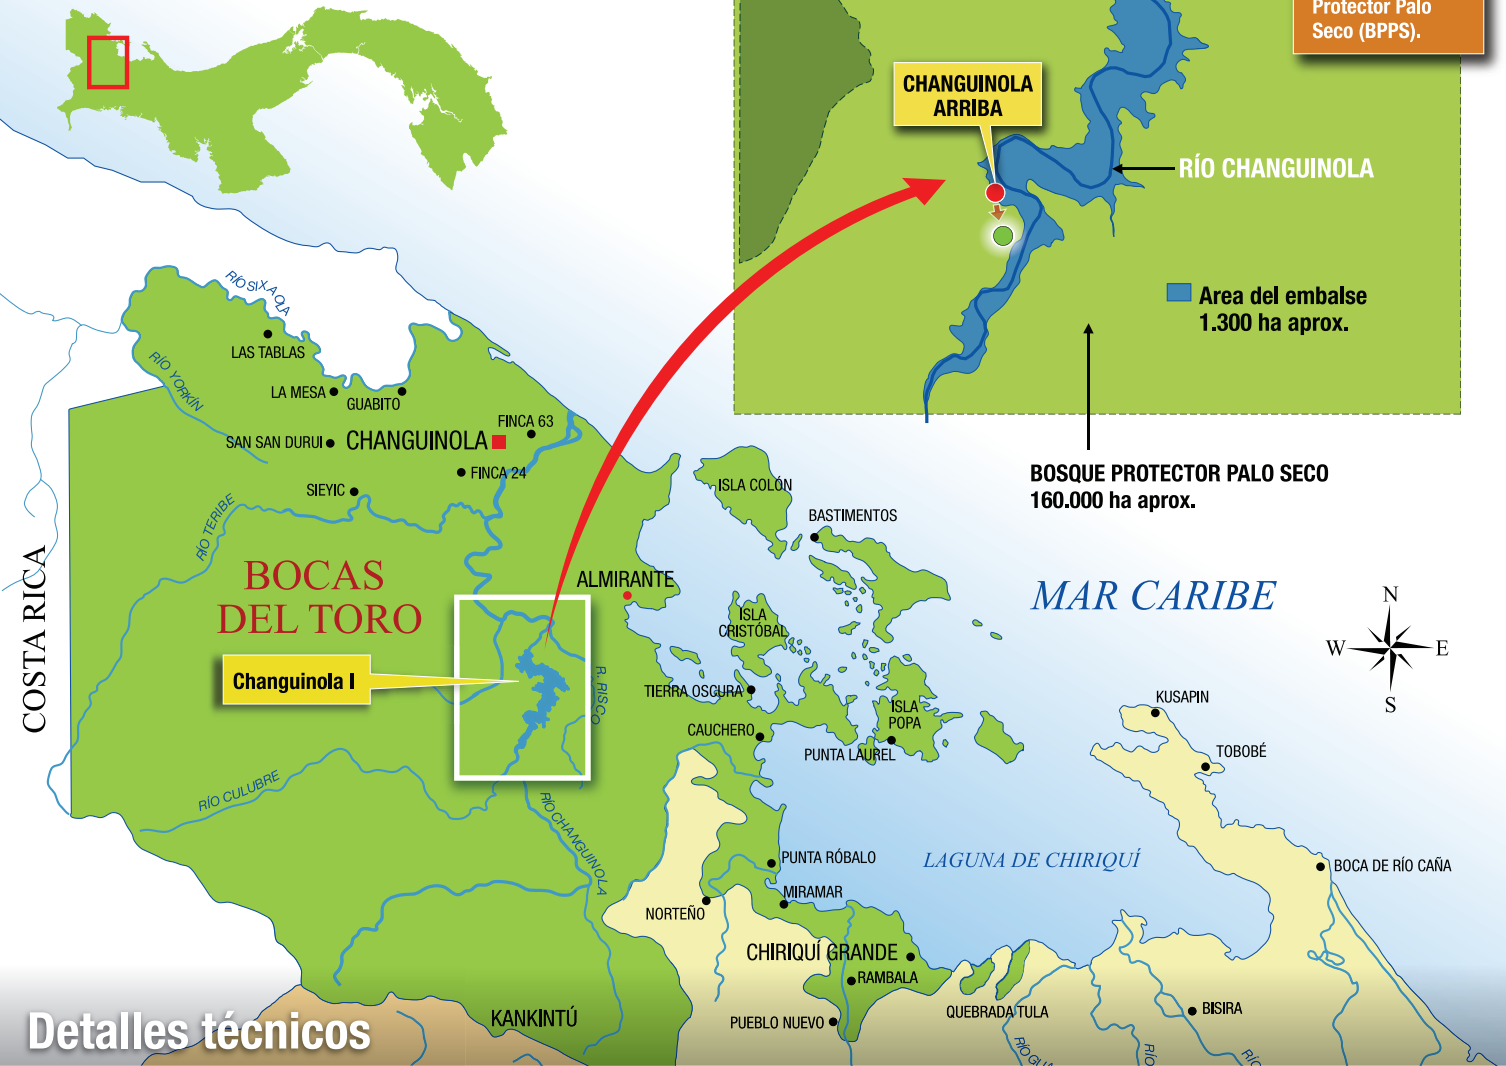 Protector Palo
Seco (BPPS).
CHANGUINOLA
ARRIBA
RÍO CHANGUINOLA
Area del embalse
1.300 ha aprox.
BOSQUE PROTECTOR PALO SECO
160.000 ha aprox.
RÍO SIXAOLA
LAS TABLAS
RÍO YORKÍN
LA MESA
GUABITO
FINCA 63
SAN SAN DURUI
CHANGUINOLA
FINCA 24
SIEYIC
RÍO TERIBE
ISLA COLÓN
BASTIMENTOS
COSTA RICA
BOCAS
DEL TORO
ALMIRANTE
MAR CARIBE
N
W
E
S
ISLA
CRISTÓBAL
Changuinola I
R. RISCO
TIERRA OSCURA
ISLA
POPA
KUSAPIN
CAUCHERO
PUNTA LAUREL
TOBOBÉ
RÍO CULUBRE
RÍO CHANGUINOLA
PUNTA RÓBALO
LAGUNA DE CHIRIQUÍ
BOCA DE RÍO CAÑA
MIRAMAR
NORTEÑO
CHIRIQUÍ GRANDE
RAMBALA
KANKINTÚ
PUEBLO NUEVO
QUEBRADA TULA
BISIRA
Detalles técnicos
RÍO
RÍO